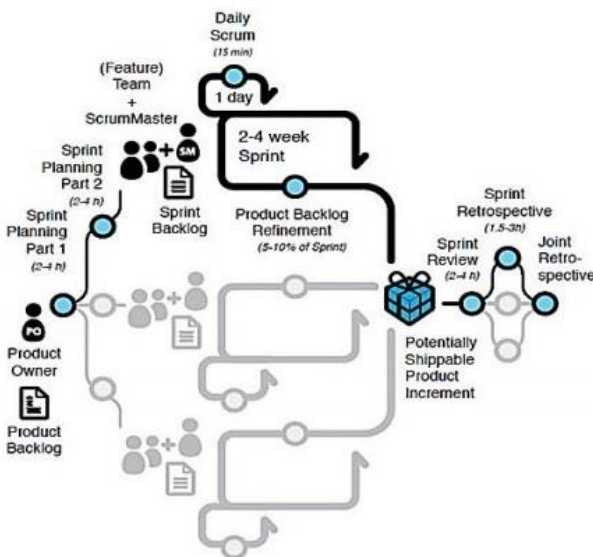 Daily
Scrum
(15 min)
1 day
(Feature)
Team
+
ScrumMaster
SM
2-4 week
Sprint
Sprint
Planning
Part 2
(2-4 h)
Sprint
Backlog
Sprint
Planning
Part 1
(2-4 h)
Product Backlog
Refinement
(5-10% of Sprint)
Sprint
Retrospective
(1.5-3h)
Sprint
Review
(2-4 h)
Joint
Retro-
spective
PO
Product
Owner
Product
Backlog
Potentially
Shippable
Product
Increment